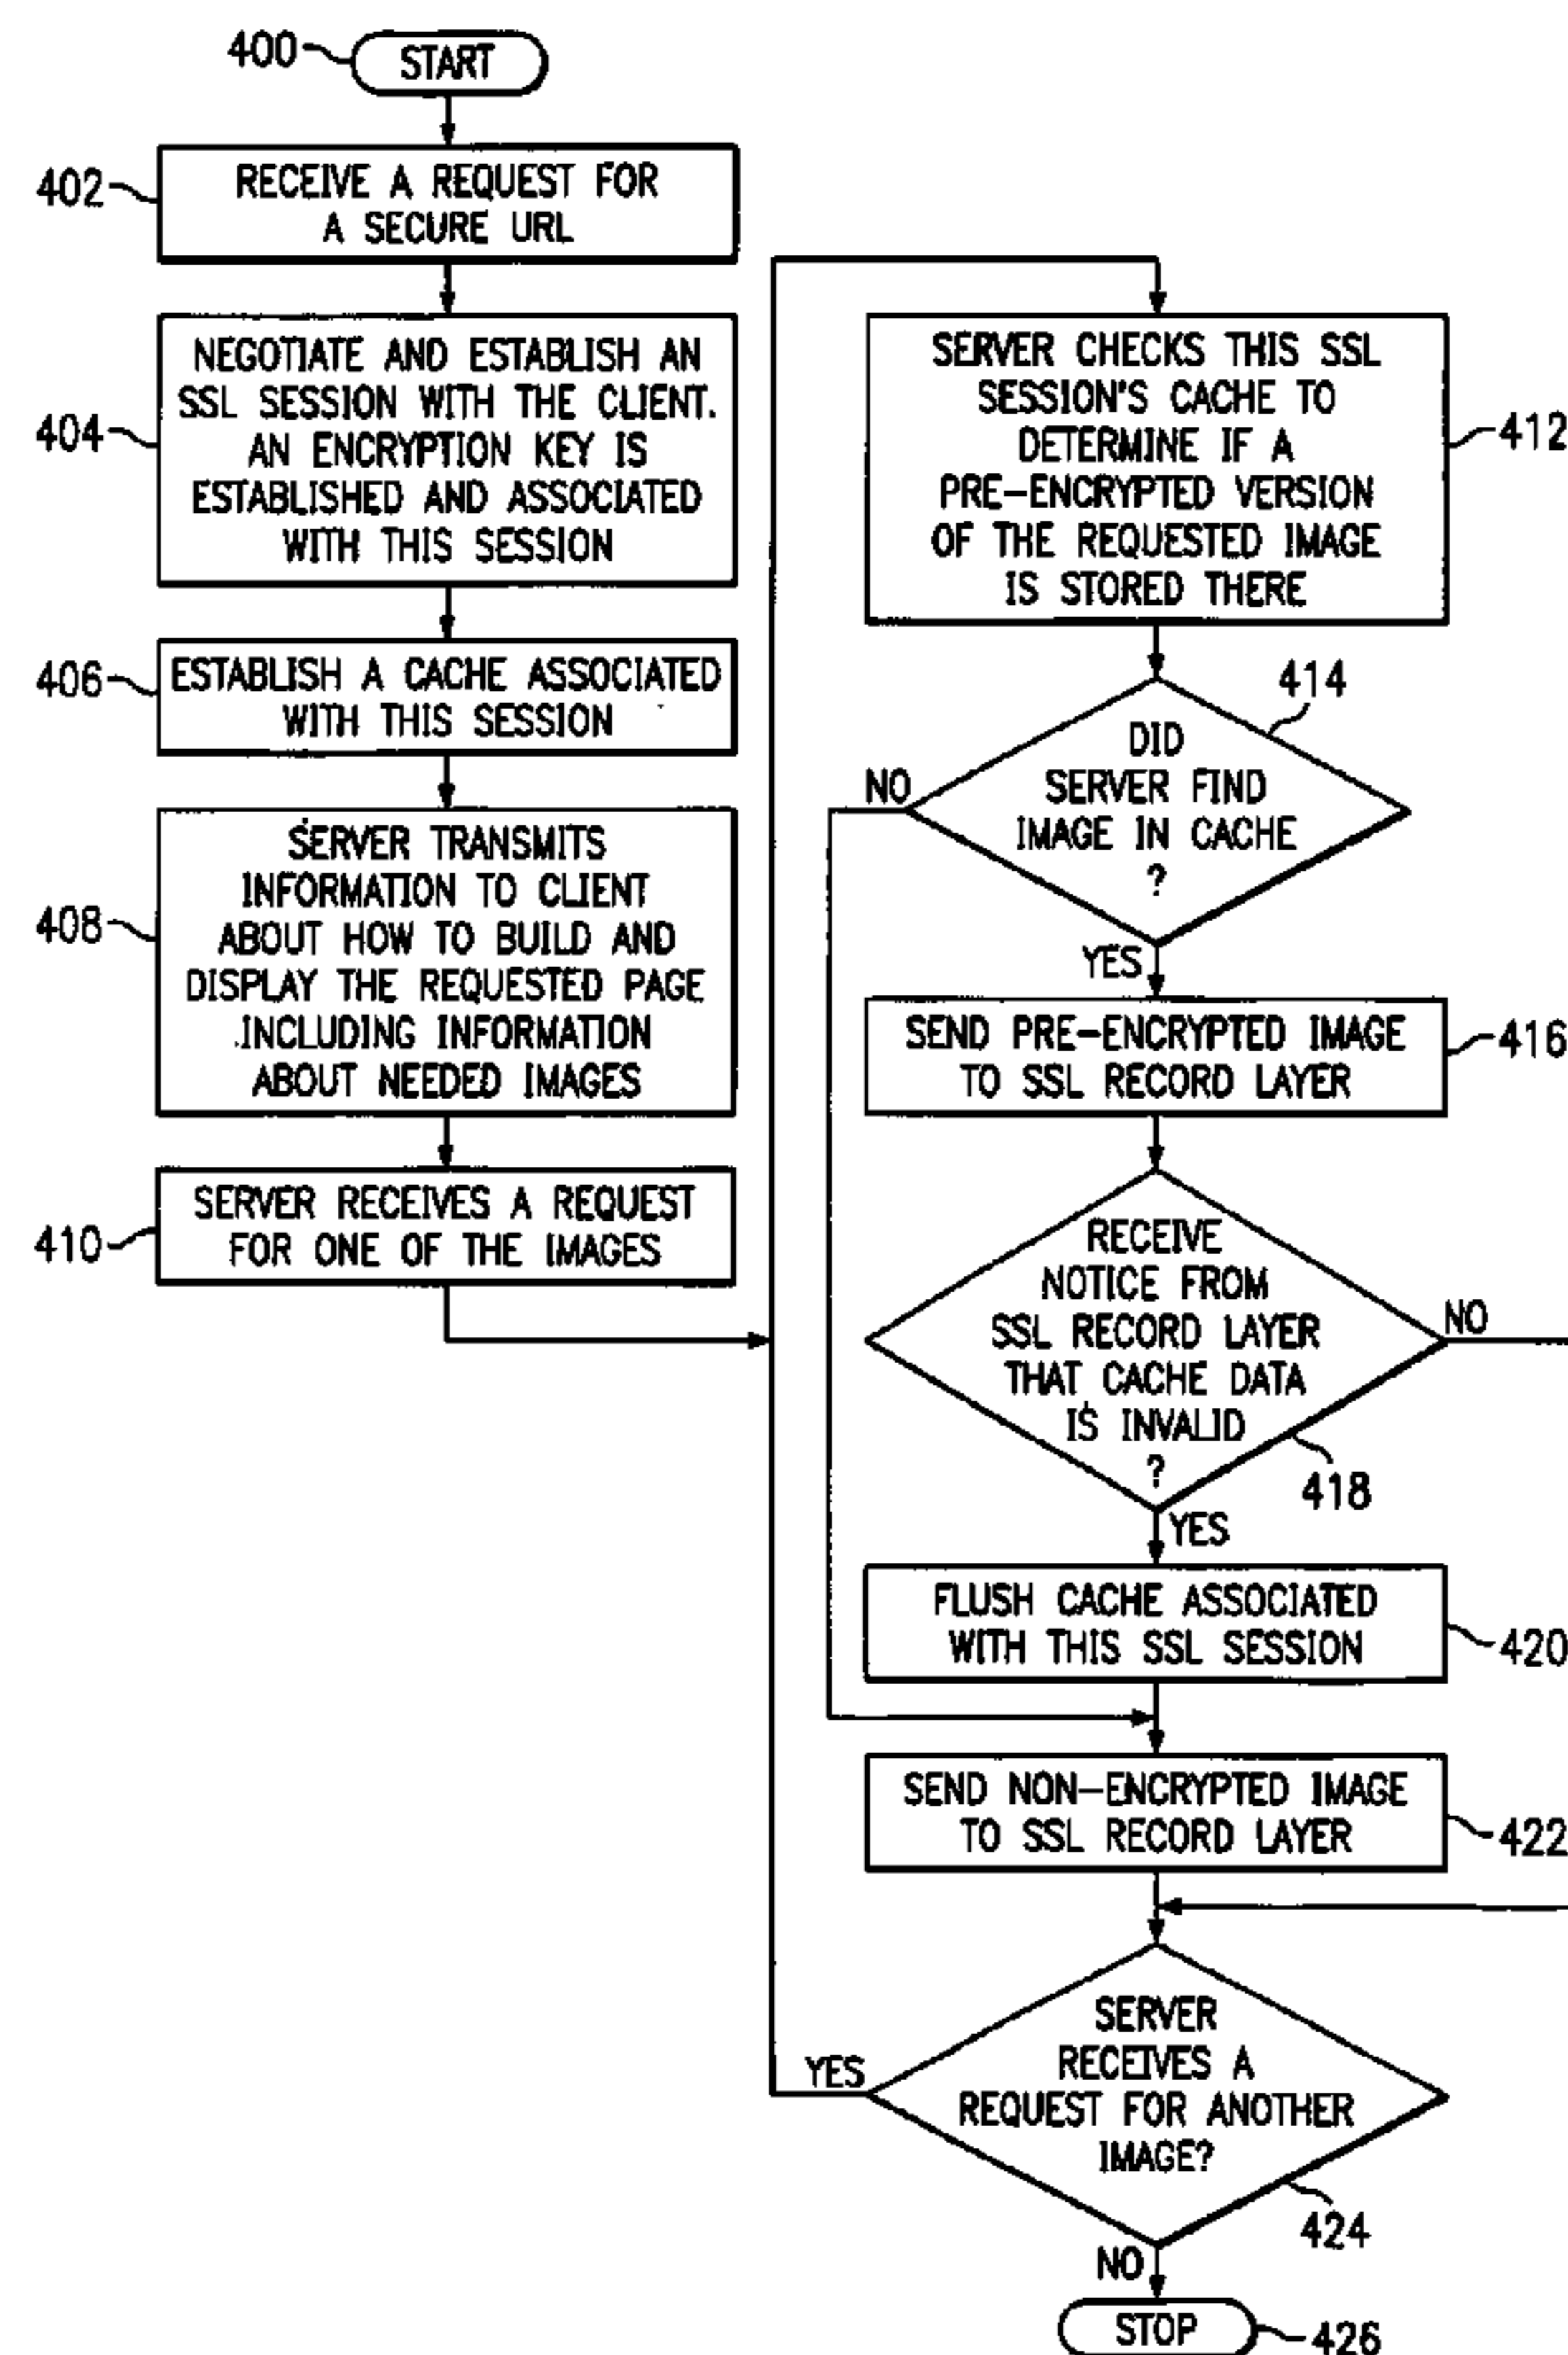 400
START
402
RECEIVE A REQUEST FOR
A SECURE URL
404
NEGOTIATE AND ESTABLISH AN
SSL SESSION WITH THE CLIENT.
AN ENCRYPTION KEY IS
ESTABLISHED AND ASSOCIATED
WITH THIS SESSION
406
ESTABLISH A CACHE ASSOCIATED
WITH THIS SESSION
408
SERVER TRANSMITS
INFORMATION TO CLIENT
ABOUT HOW TO BUILD AND
DISPLAY THE REQUESTED PAGE
INCLUDING INFORMATION
ABOUT NEEDED IMAGES
410
SERVER RECEIVES A REQUEST
FOR ONE OF THE IMAGES
SERVER CHECKS THIS SSL
SESSION'S CACHE TO
DETERMINE IF A
PRE-ENCRYPTED VERSION
OF THE REQUESTED IMAGE
IS STORED THERE
412
414
DID
SERVER FIND
IMAGE IN CACHE
?
NO
YES
SEND PRE-ENCRYPTED IMAGE
TO SSL RECORD LAYER
416
RECEIVE
NOTICE FROM
SSL RECORD LAYER
THAT CACHE DATA
IS INVALID
?
NO
418
YES
FLUSH CACHE ASSOCIATED
WITH THIS SSL SESSION
420
SEND NON-ENCRYPTED IMAGE
TO SSL RECORD LAYER
422
SERVER
RECEIVES A
REQUEST FOR ANOTHER
IMAGE?
YES
424
NO
STOP
426